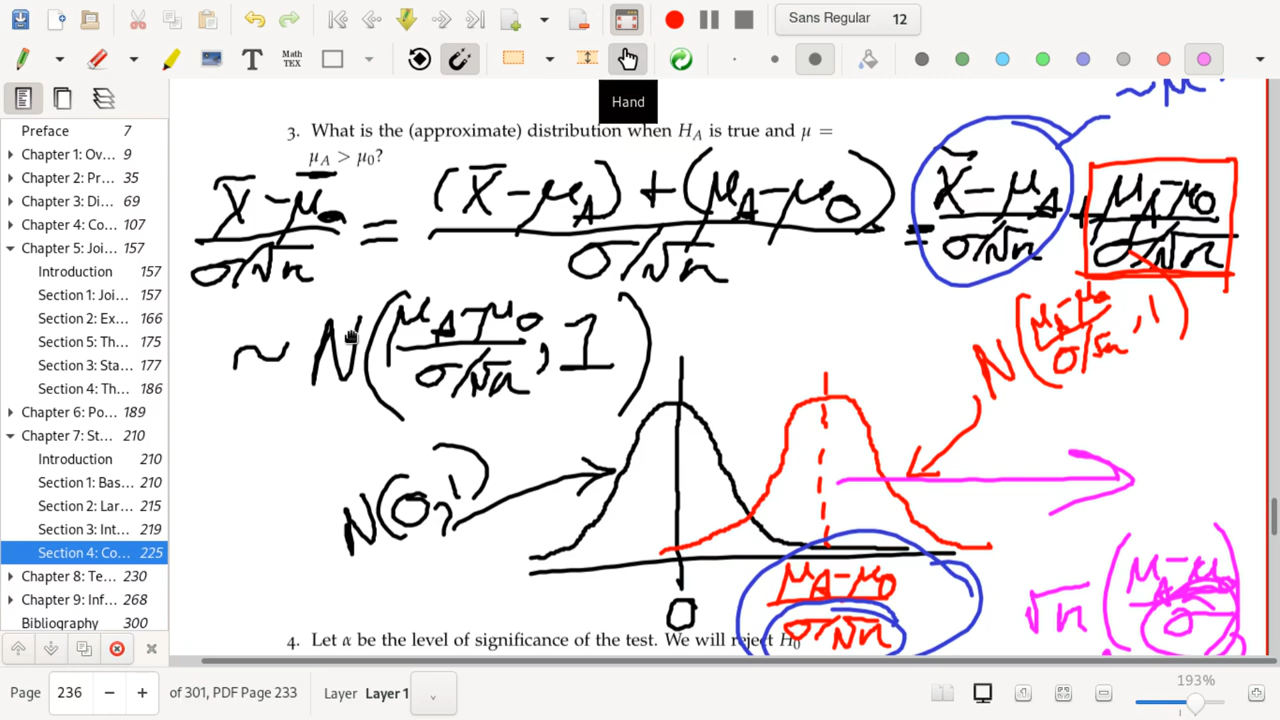 Sans Regular 12
T Math TEX
Hand
Preface 7
Chapter 1: Ov... 9
Chapter 2: Pr... 35
Chapter 3: Di... 69
Chapter 4: Co... 107
Chapter 5: Joi... 157
Introduction 157
Section 1: Joi... 157
Section 2: Ex... 166
Section 5: Th... 175
Section 3: Sta... 177
Section 4: Th... 186
Chapter 6: Po... 189
Chapter 7: St... 210
Introduction 210
Section 1: Bas... 210
Section 2: Lar... 215
Section 3: Int... 219
Section 4: Co... 225
Chapter 8: Te... 230
Chapter 9: Inf... 268
Bibliography 300
~N
3. What is the (approximate) distribution when H_A is true and μ =
μ_A > μ_0?
(X̄ - μ_0)/(σ/√n) = ((X̄ - μ_A) + (μ_A - μ_0))/(σ/√n) = (X̄ - μ_A)/(σ/√n) + (μ_A - μ_0)/(σ/√n)
~ N((μ_A - μ_0)/(σ/√n), 1)
N((μ_A - μ_0)/(σ/√n), 1)
N(0, 1)
0
(μ_A - μ_0)/(σ/√n)
√n((μ_A - μ_0)/σ)
4. Let α be the level of significance of the test. We will reject H_0
Page 236 of 301, PDF Page 233 Layer Layer 1 193%